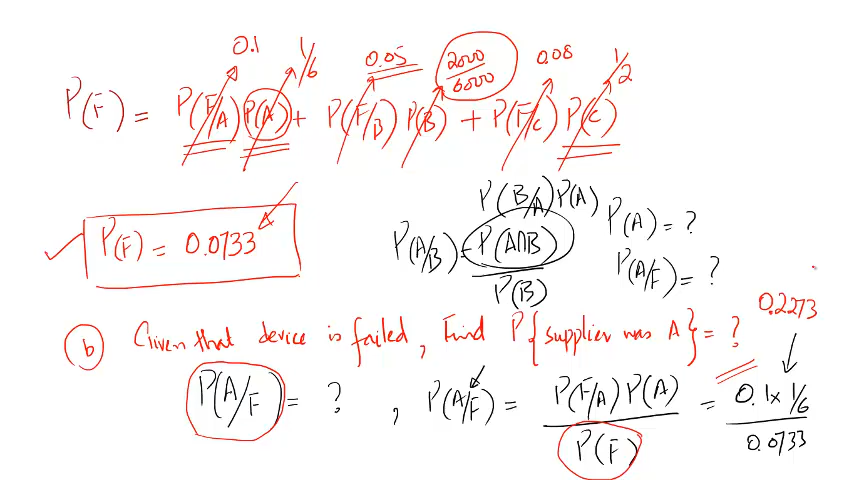 0.1 1/6 0.05 2000/6000 0.08 1/2
P(F) = P(F/A) P(A) + P(F/B) P(B) + P(F/C) P(C)
P(F) = 0.0733
P(B/A) P(A)
P(A/B) = P(A∩B) / P(B)
P(A) = ?
P(A/F) = ?
0.2273
(b) Given that device is failed, Find P{supplier was A} = ?
P(A/F) = ? , P(A/F) = P(F/A) P(A) / P(F) = 0.1 x 1/6 / 0.0733